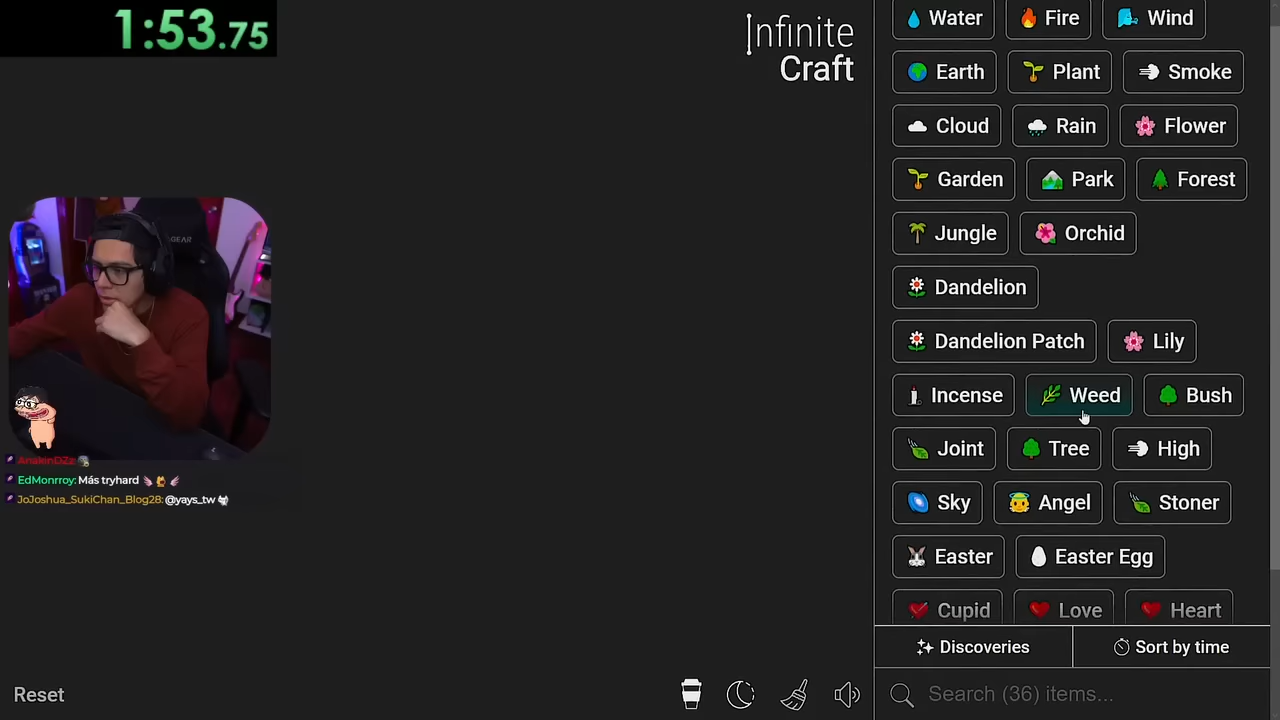 1:53.75
Infinite
Craft
Water Fire Wind
Earth Plant Smoke
Cloud Rain Flower
Garden Park Forest
Jungle Orchid
Dandelion
Dandelion Patch Lily
Incense Weed Bush
Joint Tree High
Sky Angel Stoner
Easter Easter Egg
Cupid Love Heart
Discoveries Sort by time
Search (36) items...
GEAR
AnakinDZz:
EdMonrroy: Más tryhard
JoJoshua_SukiChan_Blog28: @yays_tw
Reset